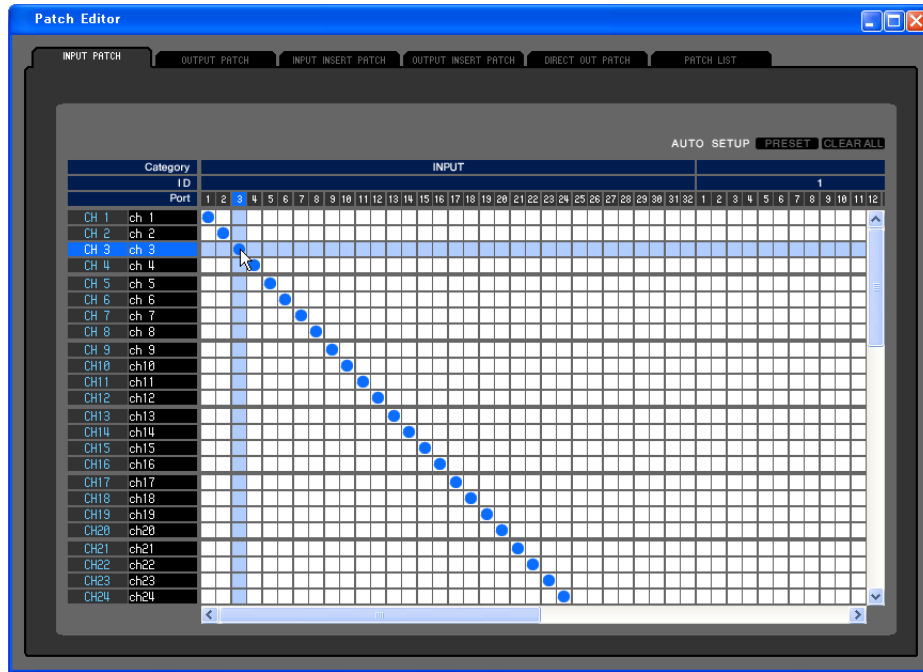 Patch Editor
INPUT PATCH OUTPUT PATCH INPUT INSERT PATCH OUTPUT INSERT PATCH DIRECT OUT PATCH PATCH LIST
AUTO SETUP PRESET CLEAR ALL
Category INPUT
ID 1
Port 1 2 3 4 5 6 7 8 9 10 11 12 13 14 15 16 17 18 19 20 21 22 23 24 25 26 27 28 29 30 31 32 1 2 3 4 5 6 7 8 9 10 11 12
CH 1 ch 1
CH 2 ch 2
CH 3 ch 3
CH 4 ch 4
CH 5 ch 5
CH 6 ch 6
CH 7 ch 7
CH 8 ch 8
CH 9 ch 9
CH10 ch10
CH11 ch11
CH12 ch12
CH13 ch13
CH14 ch14
CH15 ch15
CH16 ch16
CH17 ch17
CH18 ch18
CH19 ch19
CH20 ch20
CH21 ch21
CH22 ch22
CH23 ch23
CH24 ch24